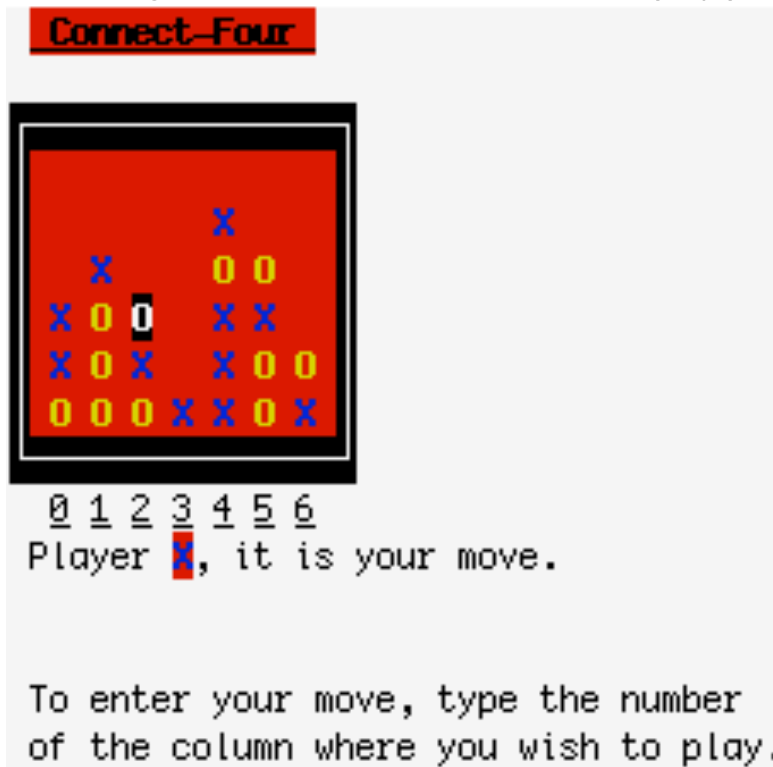 Connect-Four
X
X O O
X O O X X
X O X X O O
O O O X X O X
0 1 2 3 4 5 6
Player X, it is your move.
To enter your move, type the number
of the column where you wish to play.